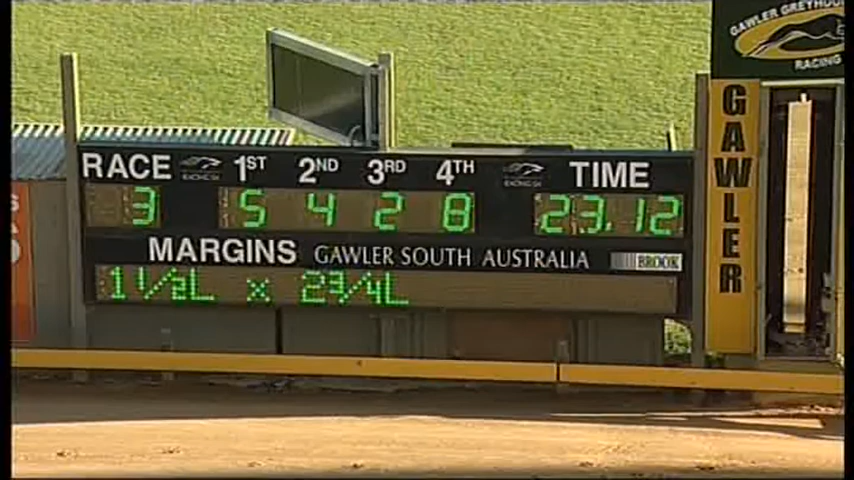 GAWLER GREYHOU
RACING
GAWLER
RACE 1ST 2ND 3RD 4TH TIME
3 5 4 2 8 23.12
MARGINS GAWLER SOUTH AUSTRALIA BROOK
1 1/2L x 2 3/4L